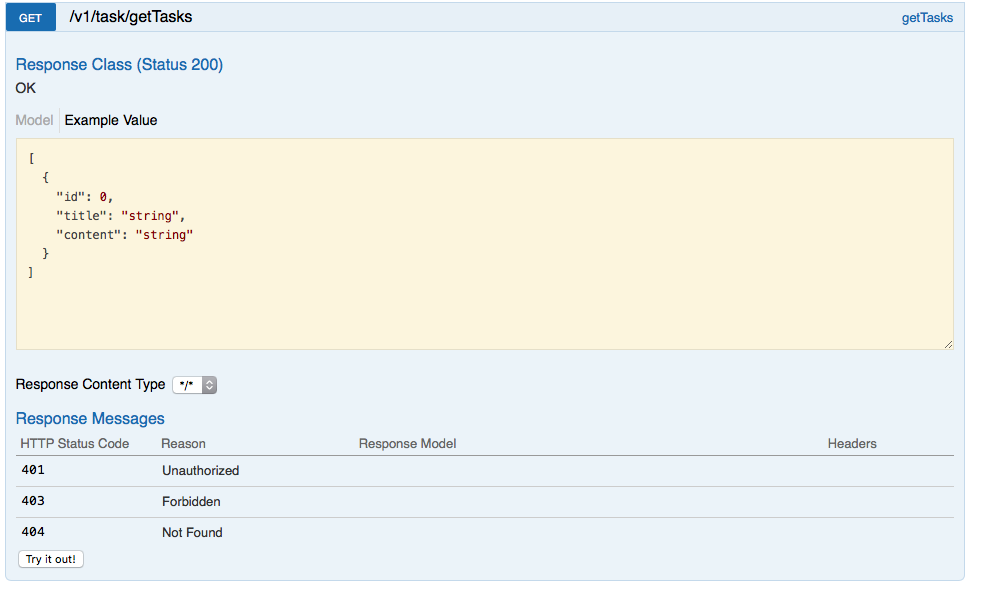 GET /v1/task/getTasks getTasks
Response Class (Status 200)
OK
Model Example Value
[
{
"id": 0,
"title": "string",
"content": "string"
}
]
Response Content Type */*
Response Messages
HTTP Status Code Reason Response Model Headers
401 Unauthorized
403 Forbidden
404 Not Found
Try it out!